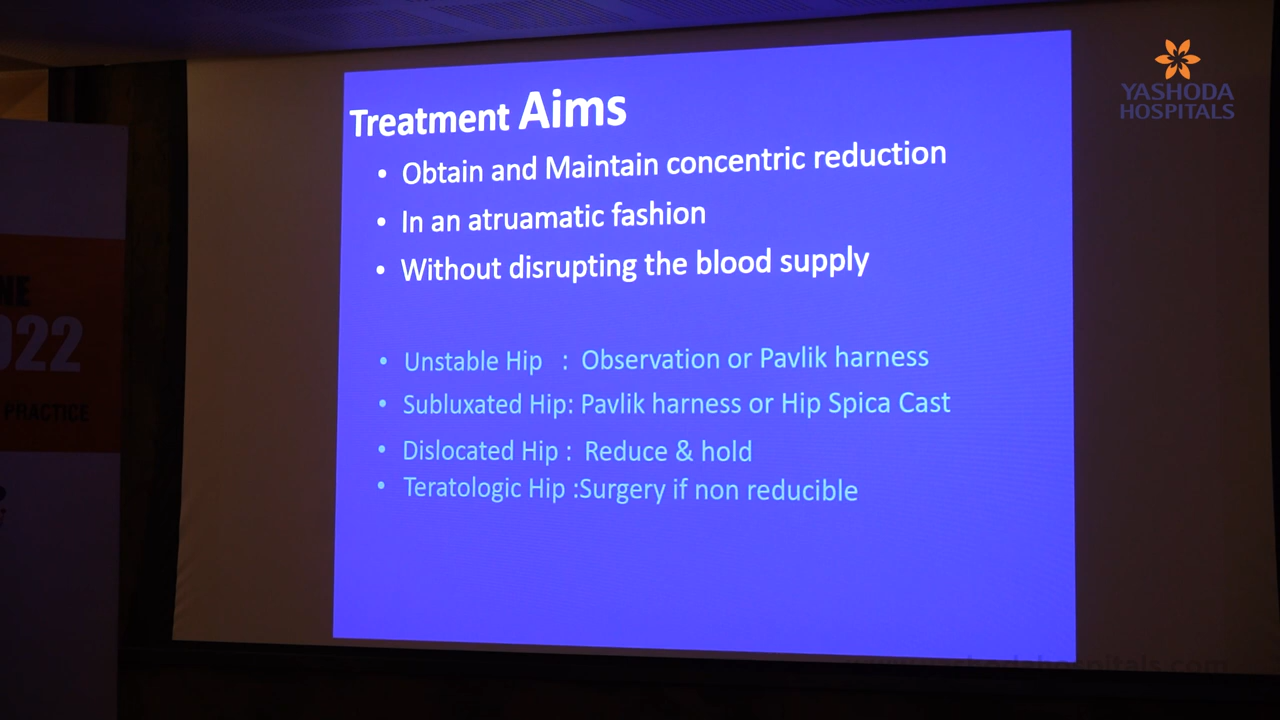 YASHODA
HOSPITALS
Treatment Aims
• Obtain and Maintain concentric reduction
• In an atruamatic fashion
• Without disrupting the blood supply
• Unstable Hip : Observation or Pavlik harness
• Subluxated Hip: Pavlik harness or Hip Spica Cast
• Dislocated Hip : Reduce & hold
• Teratologic Hip :Surgery if non reducible
022
PRACTICE